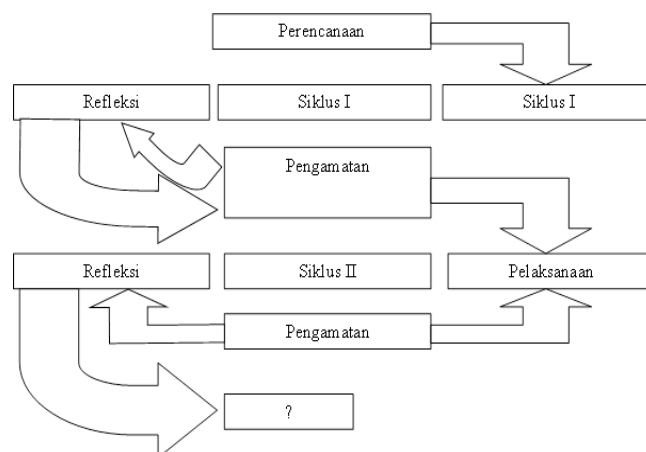 Perencanaan
Refleksi
Siklus I
Siklus I
Pengamatan
Refleksi
Siklus II
Pelaksanaan
Pengamatan
?